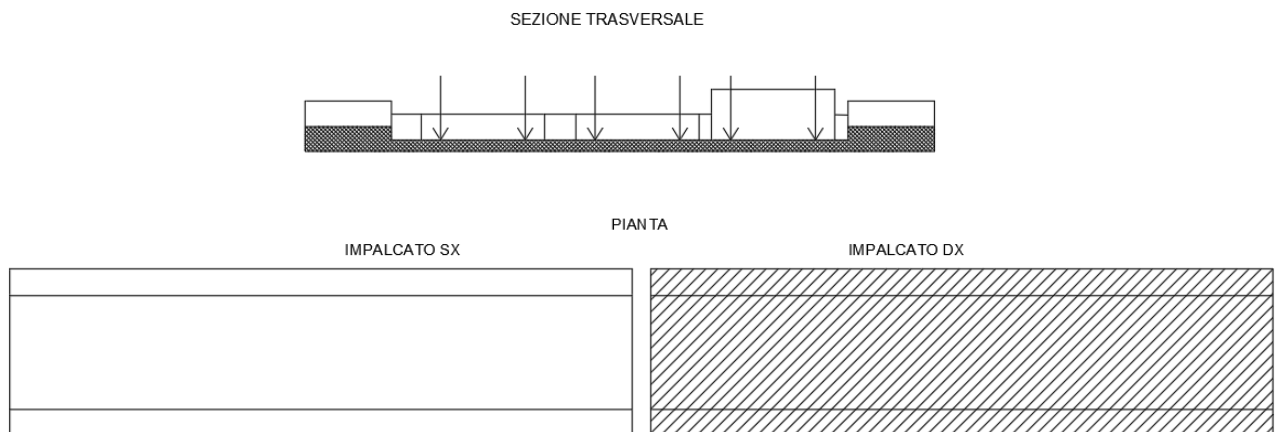 SEZIONE TRASVERSALE
PIANTA
IMPALCATO SX
IMPALCATO DX